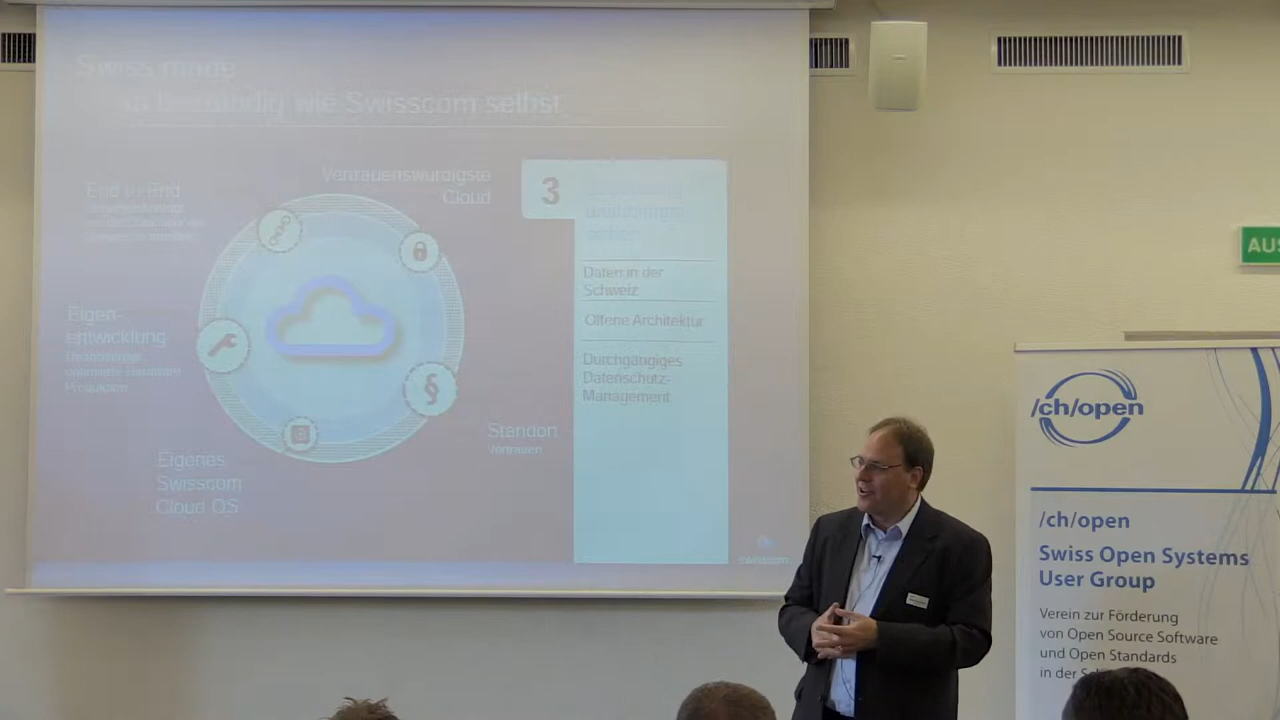 Swiss made
wie Swisscom selbst
Vertrauenswürdigste
Cloud
End to End
3
Daten in der
Schweiz
Offene Architektur
Durchgängiges
Datenschutz-
Management
Eigen-
entwicklung
§
Standort
Vertrauen
Eigenes
Swisscom
Cloud OS
swisscom
AUS
/ch/open
/ch/open
Swiss Open Systems
User Group
Verein zur Förderung
von Open Source Software
und Open Standards
in der